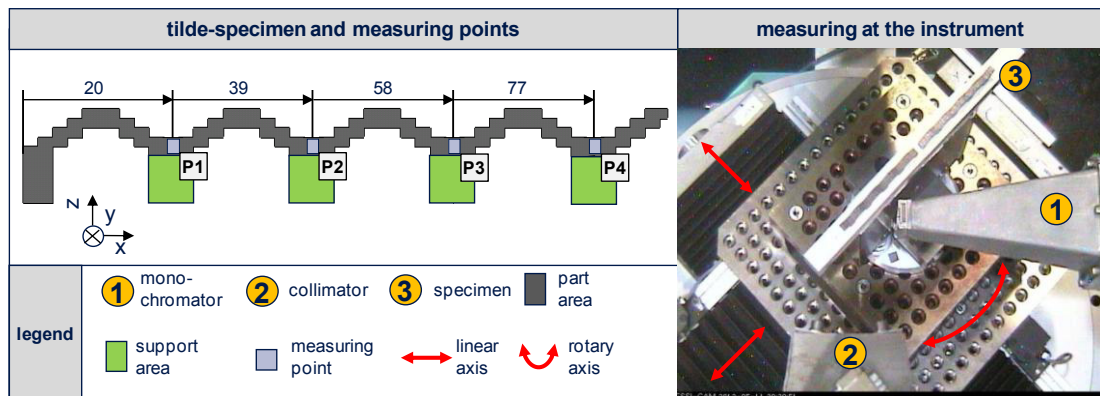 tilde-specimen and measuring points
measuring at the instrument
20 39 58 77
P1 P2 P3 P4
z
y
x
3
1
2
legend
1 mono-
chromator
2 collimator
3 specimen
part
area
support
area
measuring
point
linear
axis
rotary
axis